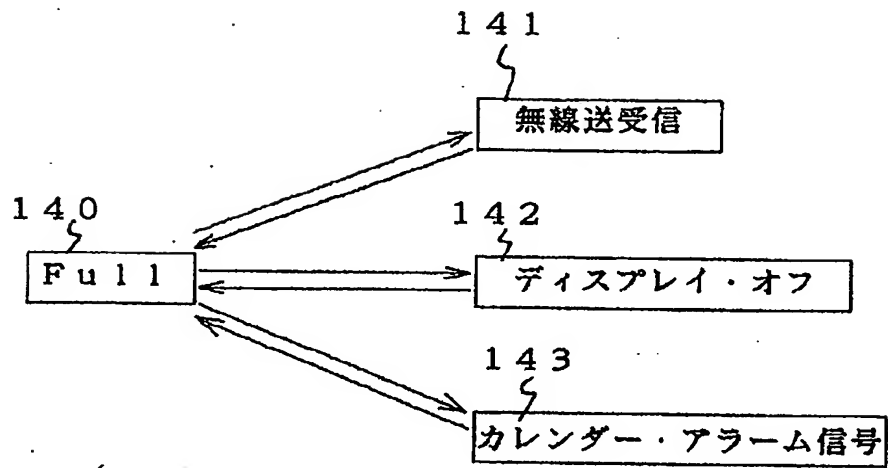 １４１
無線送受信
１４０
Ｆｕｌｌ
１４２
ディスプレイ・オフ
１４３
カレンダー・アラーム信号